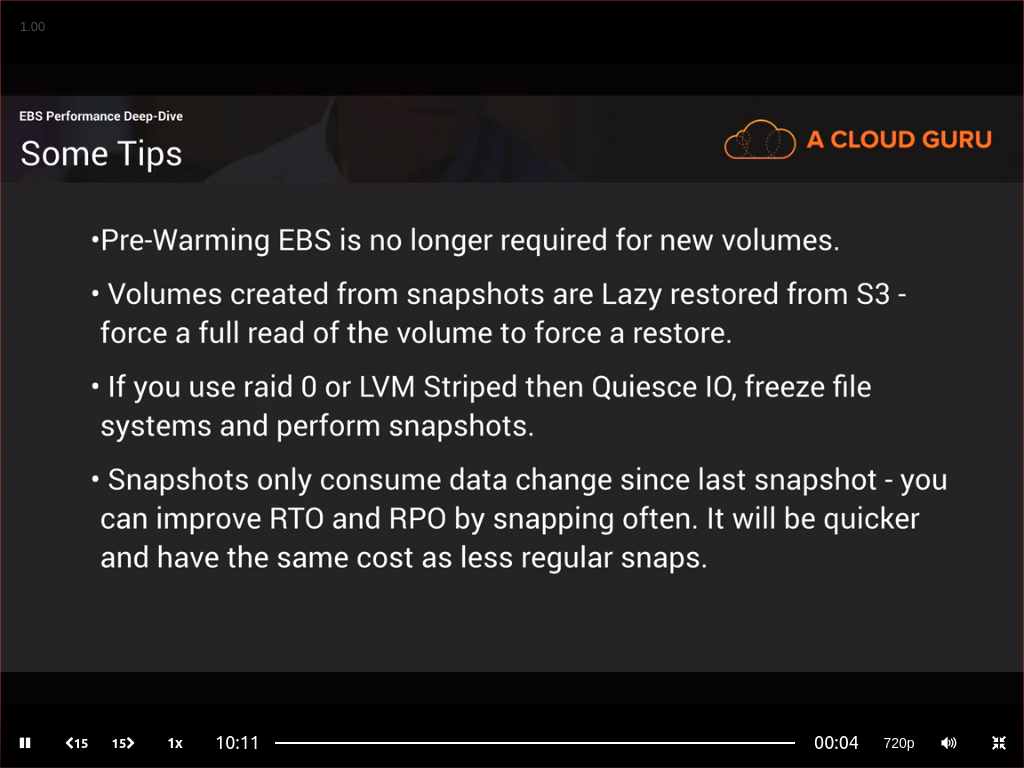 1.00
EBS Performance Deep-Dive
Some Tips
A CLOUD GURU
•Pre-Warming EBS is no longer required for new volumes.
• Volumes created from snapshots are Lazy restored from S3 -
force a full read of the volume to force a restore.
• If you use raid 0 or LVM Striped then Quiesce IO, freeze file
systems and perform snapshots.
• Snapshots only consume data change since last snapshot - you
can improve RTO and RPO by snapping often. It will be quicker
and have the same cost as less regular snaps.
15 15 1x 10:11 00:04 720p